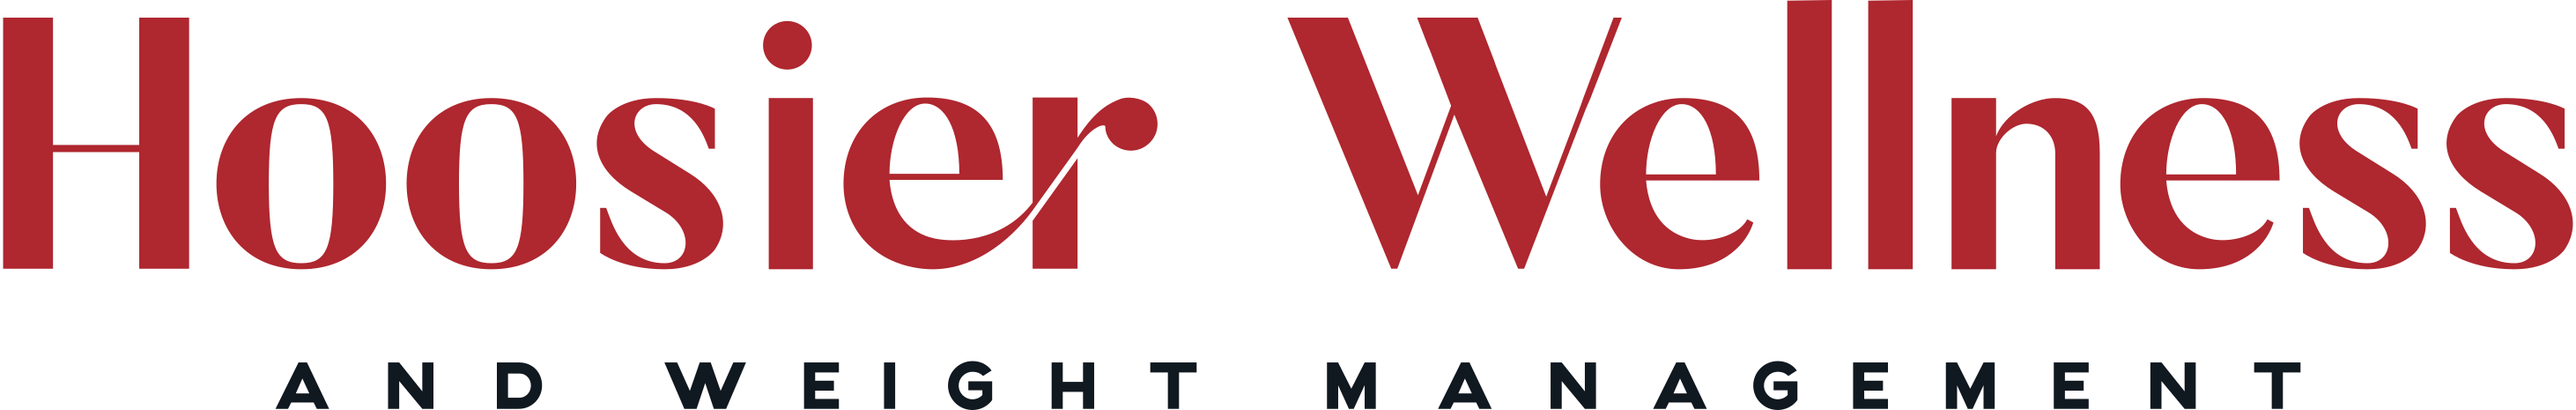 Hoosier Wellness
AND WEIGHT MANAGEMENT